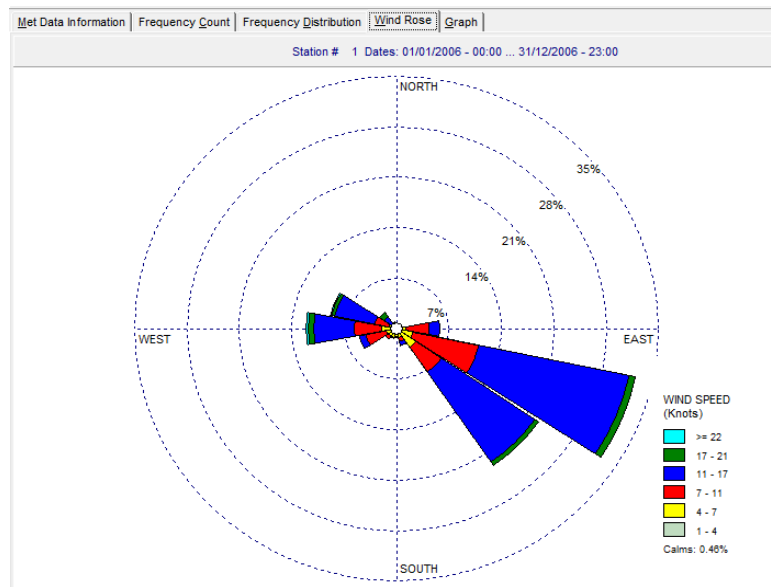 Met Data Information Frequency Count Frequency Distribution Wind Rose Graph
Station # 1 Dates: 01/01/2006 - 00:00 ... 31/12/2006 - 23:00
NORTH
35%
28%
21%
14%
7%
WEST
EAST
WIND SPEED
(Knots)
>= 22
17 - 21
11 - 17
7 - 11
4 - 7
1 - 4
Calms: 0.46%
SOUTH